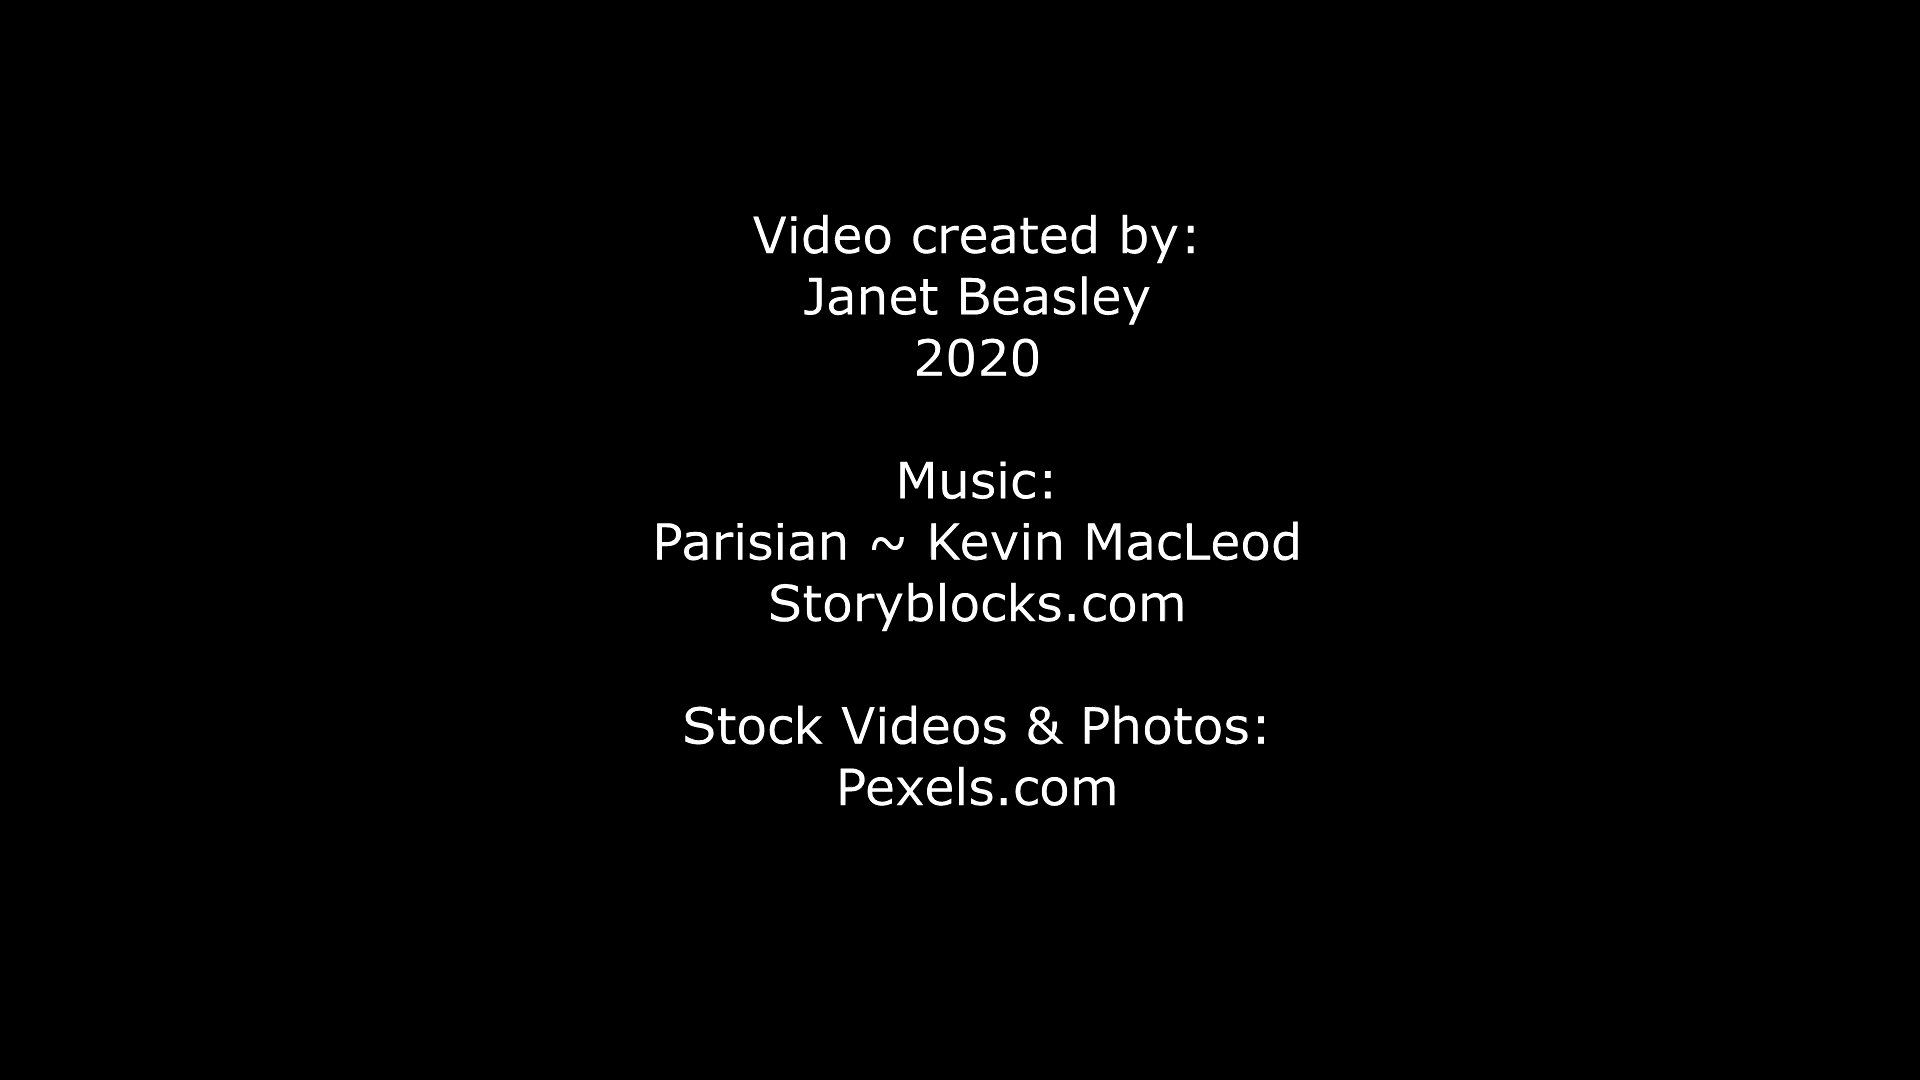 Video created by:
Janet Beasley
2020
Music:
Parisian ~ Kevin MacLeod
Storyblocks.com
Stock Videos & Photos:
Pexels.com